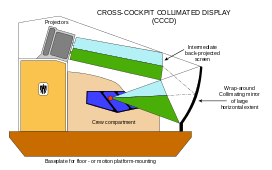 CROSS-COCKPIT COLLIMATED DISPLAY
(CCCD)
Projectors
Intermediate
back-projected
screen
Wrap-around
Collimating mirror
of large
horizontal extent
Crew compartment
Baseplate for floor - or motion platform-mounting